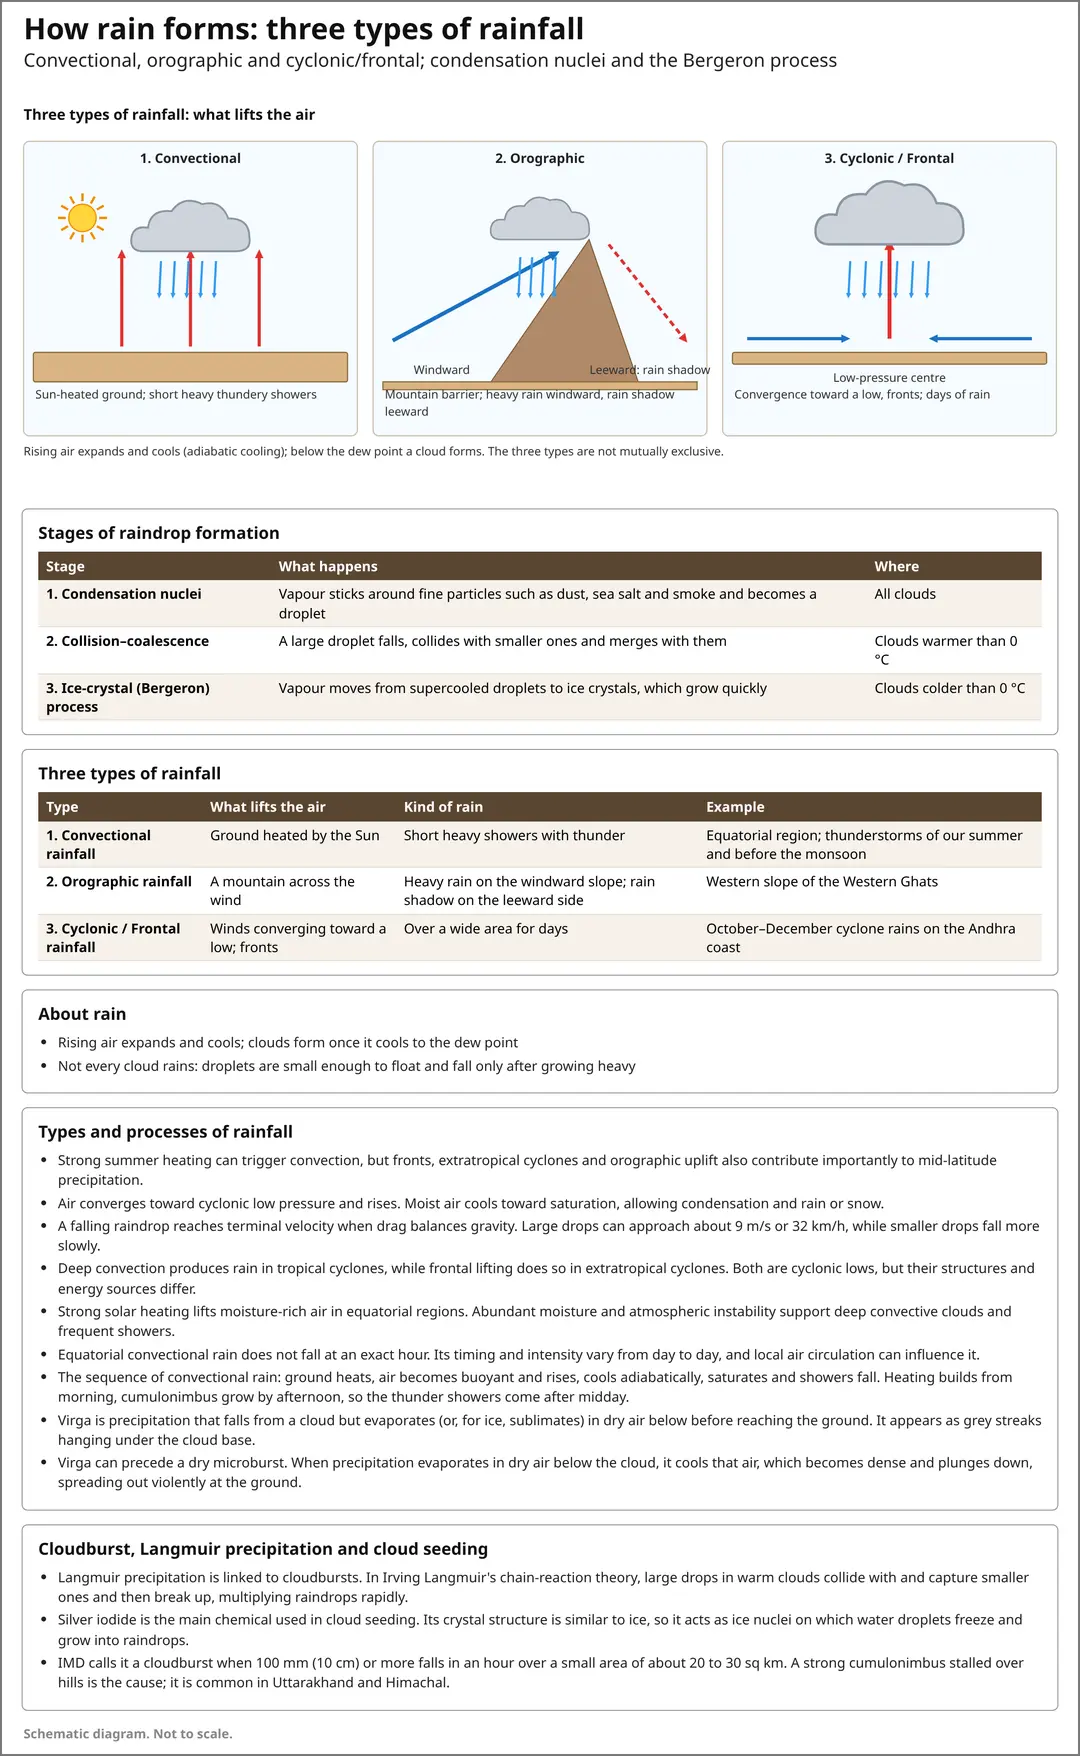 How rain forms: three types of rainfall
Convectional, orographic and cyclonic/frontal; condensation nuclei and the Bergeron process
Three types of rainfall: what lifts the air
1. Convectional
Sun-heated ground; short heavy thundery showers
2. Orographic
Windward
Leeward: rain shadow
Mountain barrier; heavy rain windward, rain shadow
leeward
3. Cyclonic / Frontal
Low-pressure centre
Convergence toward a low, fronts; days of rain
Rising air expands and cools (adiabatic cooling); below the dew point a cloud forms. The three types are not mutually exclusive.
Stages of raindrop formation
Stage What happens Where
1. Condensation nuclei Vapour sticks around fine particles such as dust, sea salt and smoke and becomes a All clouds
droplet
2. Collision–coalescence A large droplet falls, collides with smaller ones and merges with them Clouds warmer than 0
°C
3. Ice-crystal (Bergeron) Vapour moves from supercooled droplets to ice crystals, which grow quickly Clouds colder than 0 °C
process
Three types of rainfall
Type What lifts the air Kind of rain Example
1. Convectional Ground heated by the Sun Short heavy showers with thunder Equatorial region; thunderstorms of our summer
rainfall and before the monsoon
2. Orographic rainfall A mountain across the Heavy rain on the windward slope; rain Western slope of the Western Ghats
wind shadow on the leeward side
3. Cyclonic / Frontal Winds converging toward a Over a wide area for days October–December cyclone rains on the Andhra
rainfall low; fronts coast
About rain
• Rising air expands and cools; clouds form once it cools to the dew point
• Not every cloud rains: droplets are small enough to float and fall only after growing heavy
Types and processes of rainfall
• Strong summer heating can trigger convection, but fronts, extratropical cyclones and orographic uplift also contribute importantly to mid-latitude
precipitation.
• Air converges toward cyclonic low pressure and rises. Moist air cools toward saturation, allowing condensation and rain or snow.
• A falling raindrop reaches terminal velocity when drag balances gravity. Large drops can approach about 9 m/s or 32 km/h, while smaller drops fall more
slowly.
• Deep convection produces rain in tropical cyclones, while frontal lifting does so in extratropical cyclones. Both are cyclonic lows, but their structures and
energy sources differ.
• Strong solar heating lifts moisture-rich air in equatorial regions. Abundant moisture and atmospheric instability support deep convective clouds and
frequent showers.
• Equatorial convectional rain does not fall at an exact hour. Its timing and intensity vary from day to day, and local air circulation can influence it.
• The sequence of convectional rain: ground heats, air becomes buoyant and rises, cools adiabatically, saturates and showers fall. Heating builds from
morning, cumulonimbus grow by afternoon, so the thunder showers come after midday.
• Virga is precipitation that falls from a cloud but evaporates (or, for ice, sublimates) in dry air below before reaching the ground. It appears as grey streaks
hanging under the cloud base.
• Virga can precede a dry microburst. When precipitation evaporates in dry air below the cloud, it cools that air, which becomes dense and plunges down,
spreading out violently at the ground.
Cloudburst, Langmuir precipitation and cloud seeding
• Langmuir precipitation is linked to cloudbursts. In Irving Langmuir's chain-reaction theory, large drops in warm clouds collide with and capture smaller
ones and then break up, multiplying raindrops rapidly.
• Silver iodide is the main chemical used in cloud seeding. Its crystal structure is similar to ice, so it acts as ice nuclei on which water droplets freeze and
grow into raindrops.
• IMD calls it a cloudburst when 100 mm (10 cm) or more falls in an hour over a small area of about 20 to 30 sq km. A strong cumulonimbus stalled over
hills is the cause; it is common in Uttarakhand and Himachal.
Schematic diagram. Not to scale.